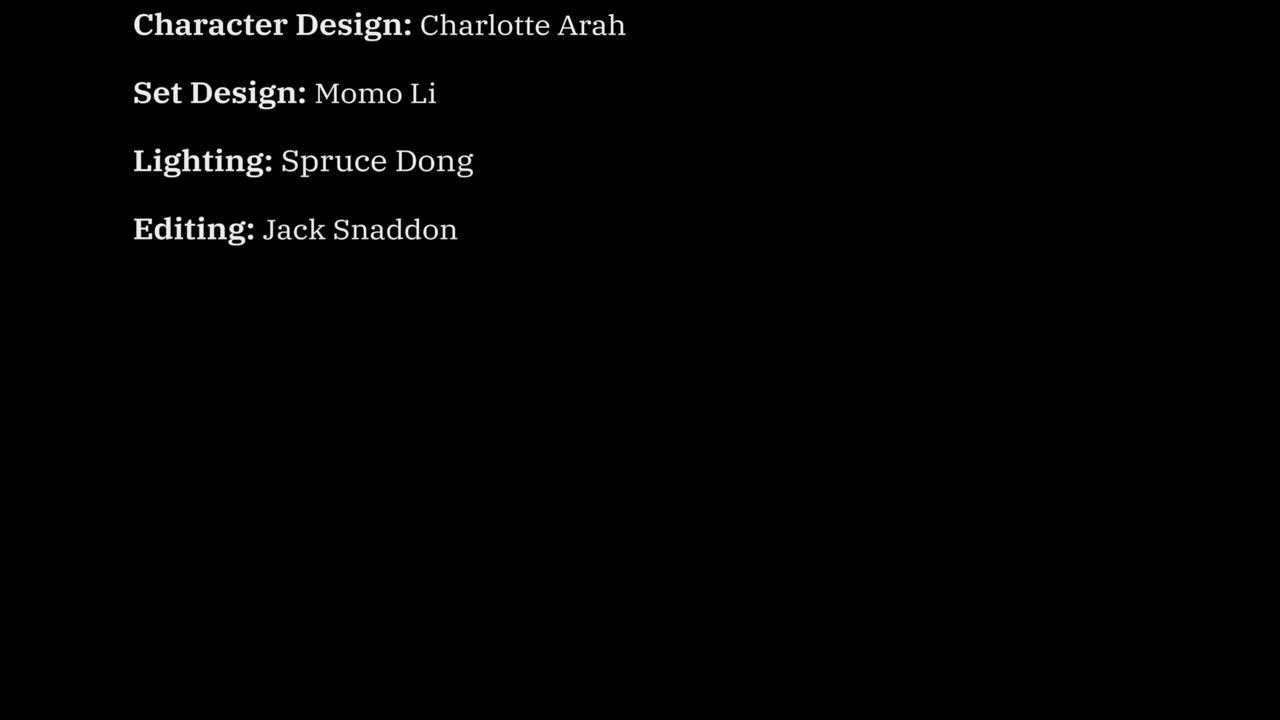 Character Design: Charlotte Arah
Set Design: Momo Li
Lighting: Spruce Dong
Editing: Jack Snaddon